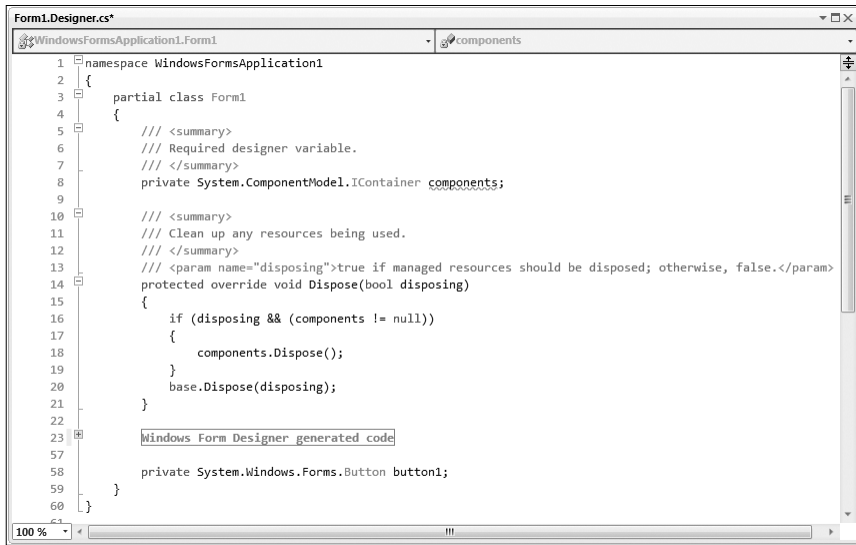 Form1.Designer.cs*
WindowsFormsApplication1.Form1 components
1 namespace WindowsFormsApplication1
2 {
3     partial class Form1
4     {
5         /// <summary>
6         /// Required designer variable.
7         /// </summary>
8         private System.ComponentModel.IContainer components;
9
10         /// <summary>
11         /// Clean up any resources being used.
12         /// </summary>
13         /// <param name="disposing">true if managed resources should be disposed; otherwise, false.</param>
14         protected override void Dispose(bool disposing)
15         {
16             if (disposing && (components != null))
17             {
18                 components.Dispose();
19             }
20             base.Dispose(disposing);
21         }
22
23         Windows Form Designer generated code
57
58         private System.Windows.Forms.Button button1;
59     }
60 }
61
100 %